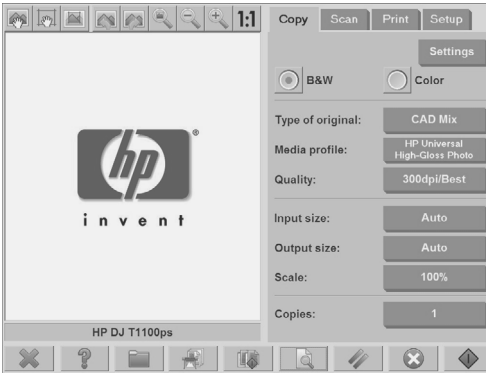 1:1
Copy Scan Print Setup
Settings
B&W Color
Type of original: CAD Mix
Media profile: HP Universal
High-Gloss Photo
Quality: 300dpi/Best
Input size: Auto
Output size: Auto
Scale: 100%
Copies: 1
hp ®
invent
HP DJ T1100ps